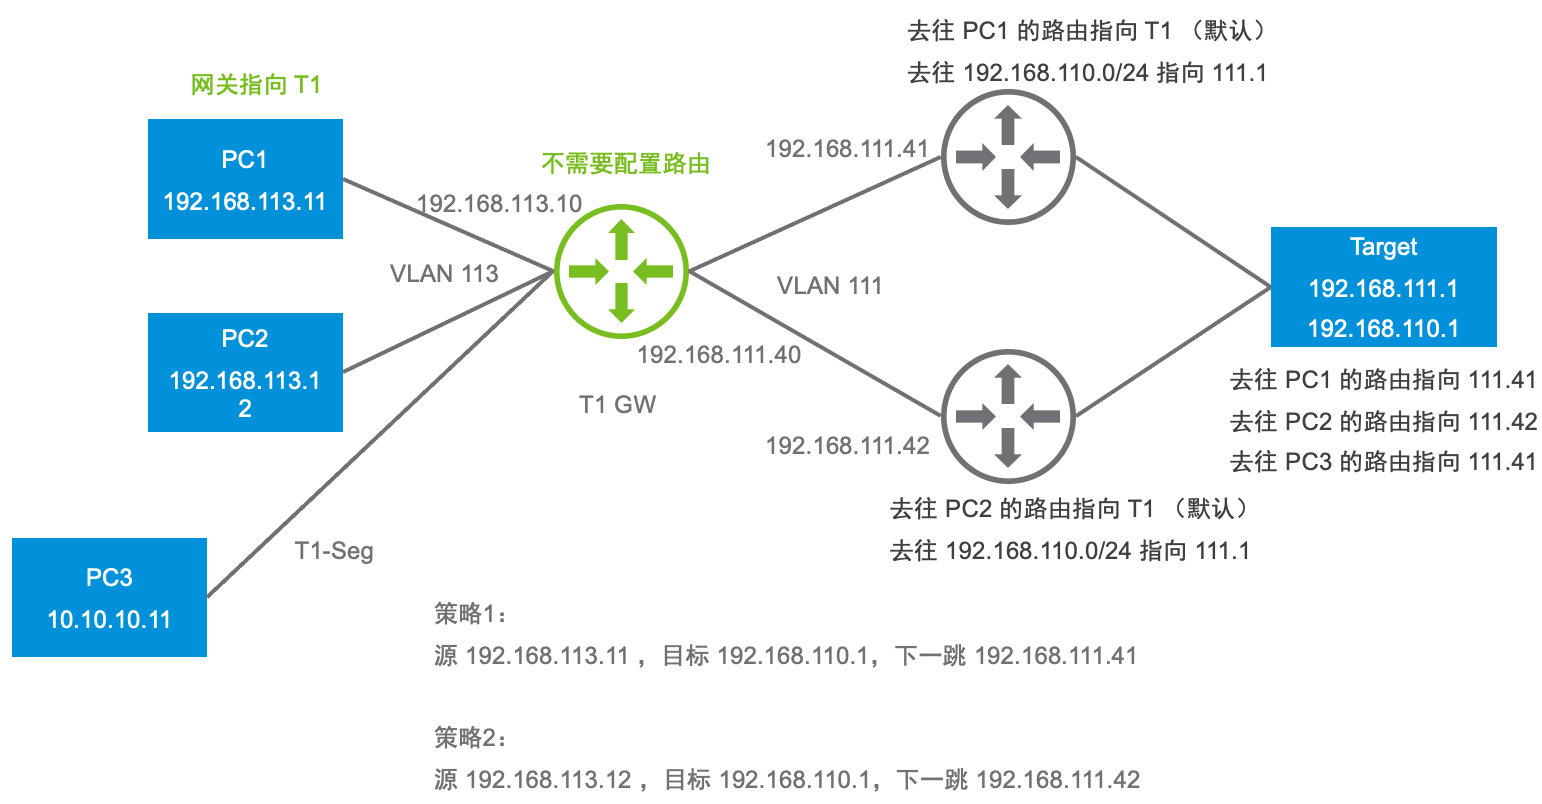 去往 PC1 的路由指向 T1 （默认）
去往 192.168.110.0/24 指向 111.1
网关指向 T1
PC1
192.168.113.11
不需要配置路由
192.168.111.41
192.168.113.10
VLAN 113
VLAN 111
Target
192.168.111.1
192.168.110.1
PC2
192.168.113.1
2
192.168.111.40
T1 GW
192.168.111.42
去往 PC1 的路由指向 111.41
去往 PC2 的路由指向 111.42
去往 PC3 的路由指向 111.41
去往 PC2 的路由指向 T1 （默认）
去往 192.168.110.0/24 指向 111.1
T1-Seg
PC3
10.10.10.11
策略1：
源 192.168.113.11 ，目标 192.168.110.1，下一跳 192.168.111.41
策略2：
源 192.168.113.12 ，目标 192.168.110.1，下一跳 192.168.111.42